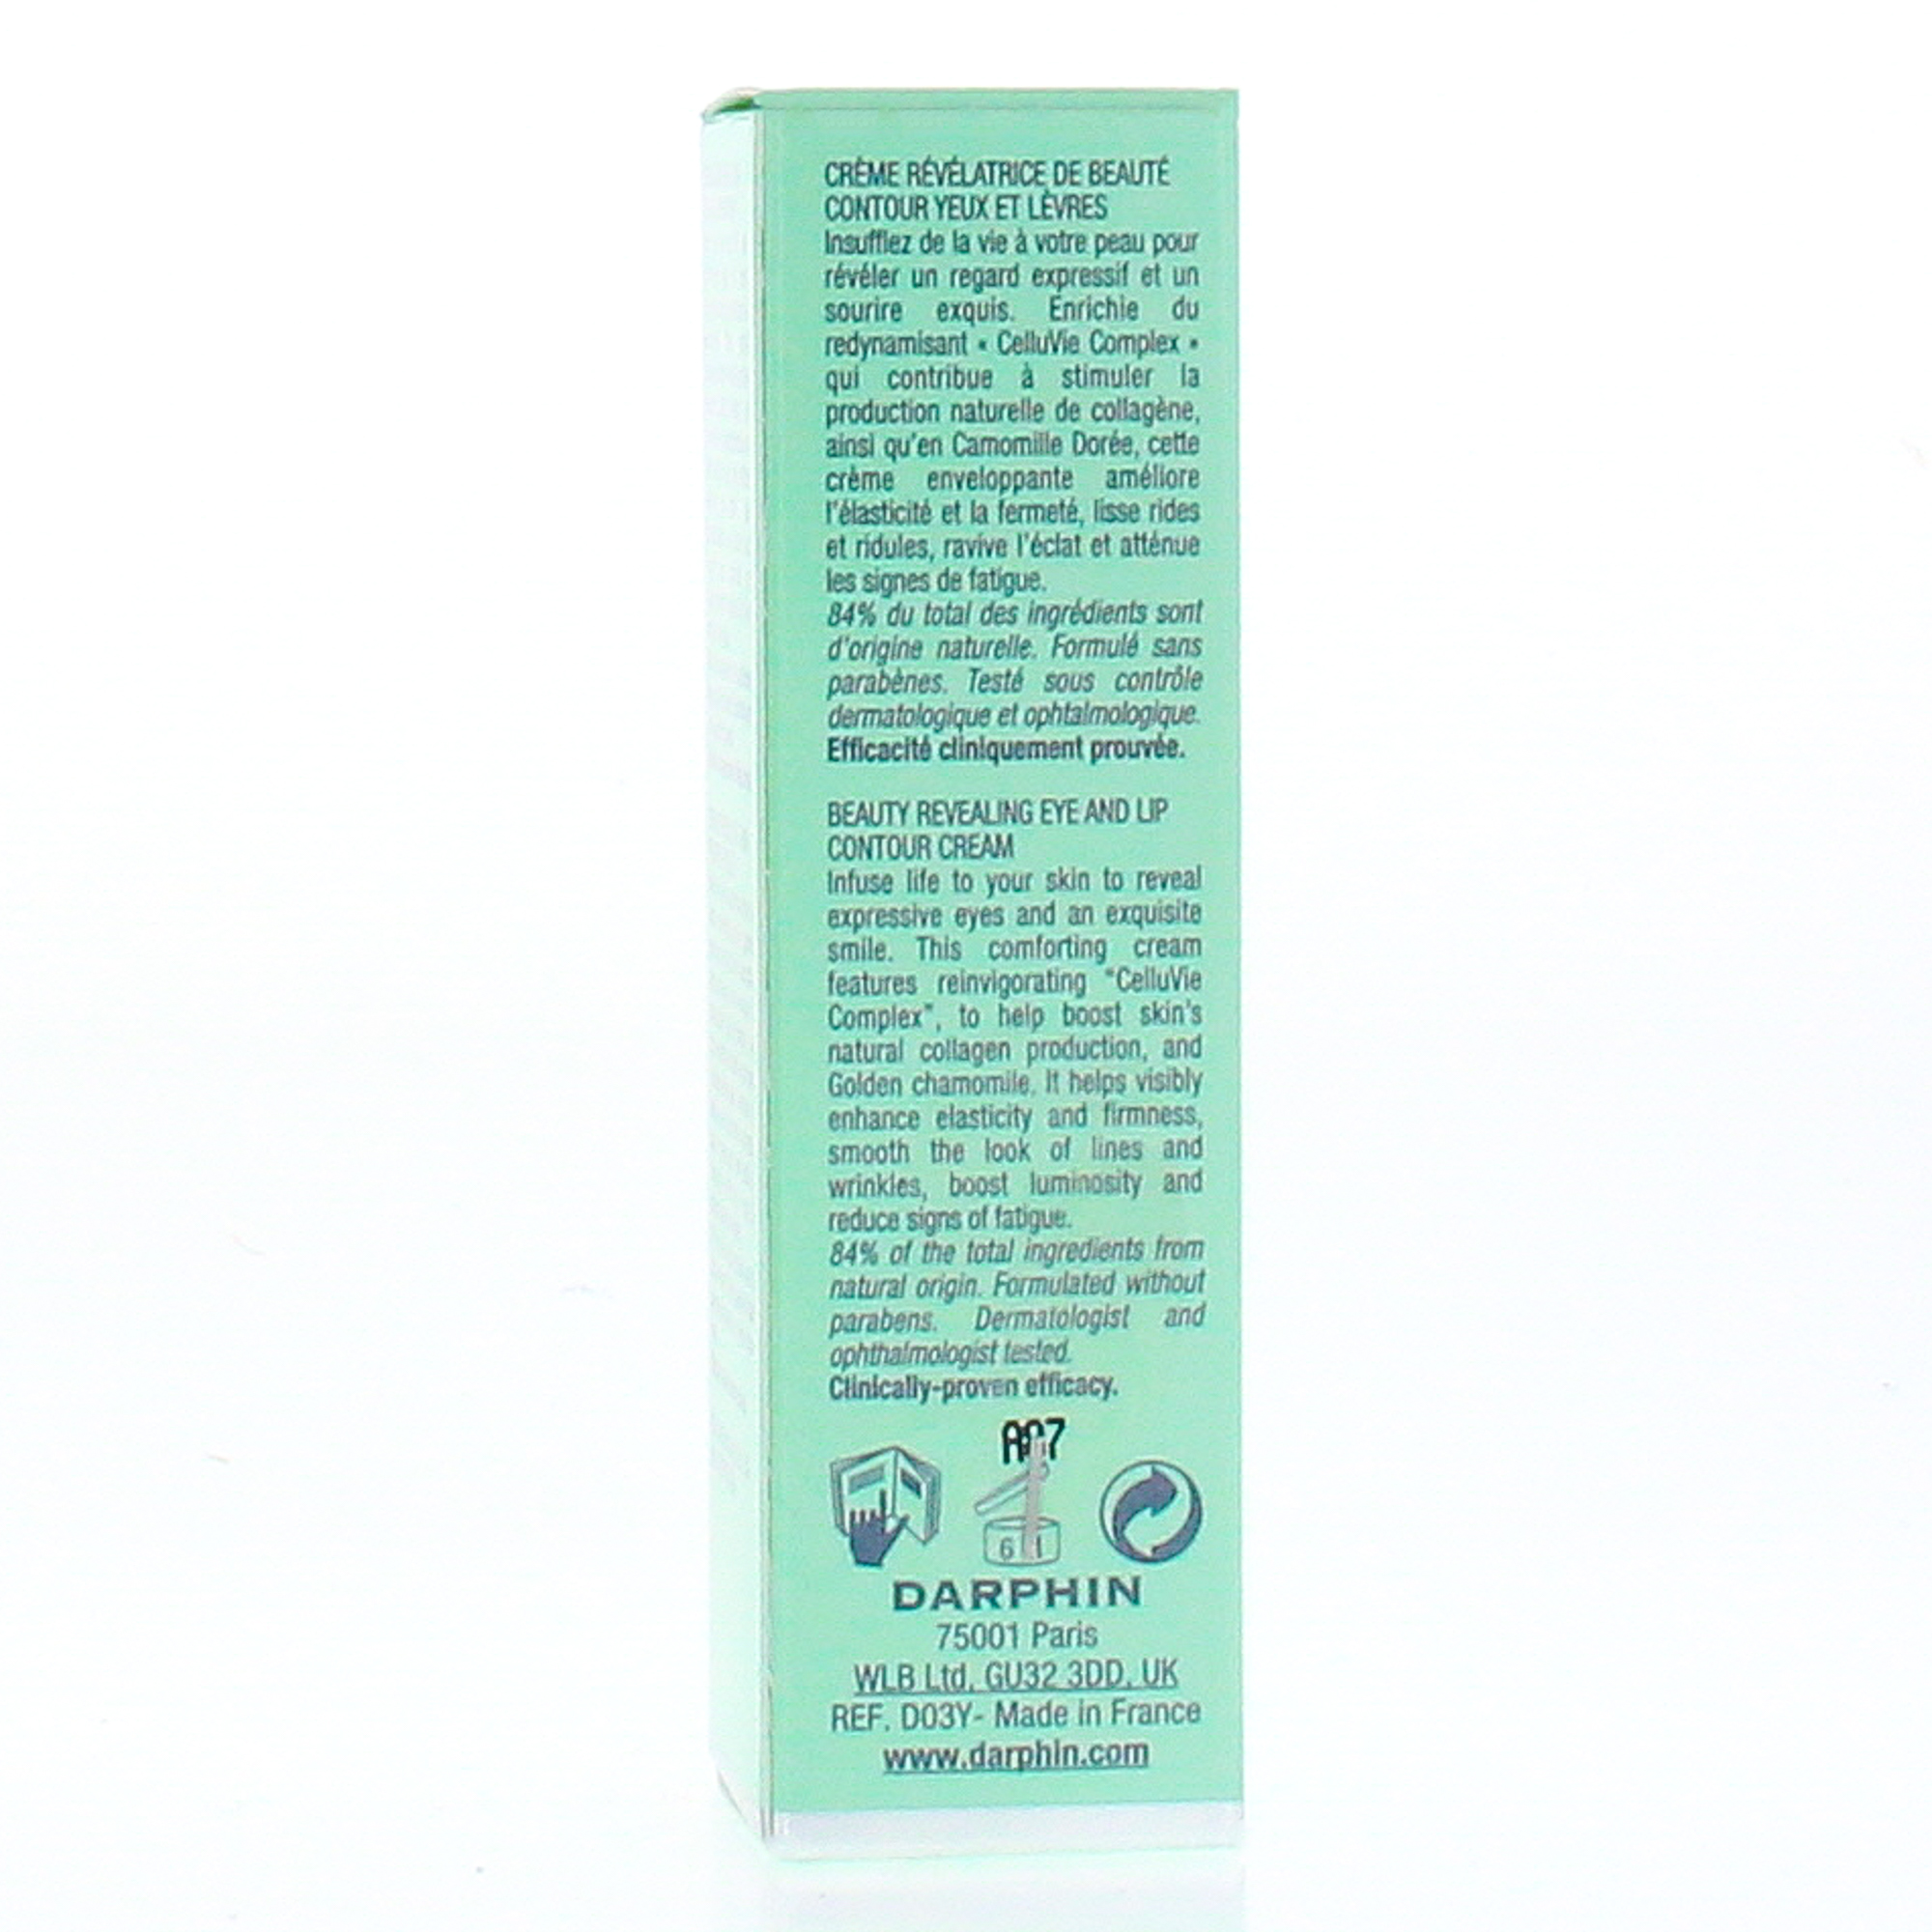 CRÈME RÉVÉLATRICE DE BEAUTÉ
CONTOUR YEUX ET LÈVRES
Insufflez de la vie à votre peau pour
révéler un regard expressif et un
sourire exquis. Enrichie du
redynamisant « CelluVie Complex »
qui contribue à stimuler la
production naturelle de collagène,
ainsi qu'en Camomille Dorée, cette
crème enveloppante améliore
l'élasticité et la fermeté, lisse rides
et ridules, ravive l'éclat et atténue
les signes de fatigue.
84% du total des ingrédients sont
d'origine naturelle. Formulé sans
parabènes. Testé sous contrôle
dermatologique et ophtalmologique.
Efficacité cliniquement prouvée.
BEAUTY REVEALING EYE AND LIP
CONTOUR CREAM
Infuse life to your skin to reveal
expressive eyes and an exquisite
smile. This comforting cream
features reinvigorating "CelluVie
Complex", to help boost skin's
natural collagen production, and
Golden chamomile. It helps visibly
enhance elasticity and firmness,
smooth the look of lines and
wrinkles, boost luminosity and
reduce signs of fatigue.
84% of the total ingredients from
natural origin. Formulated without
parabens. Dermatologist and
ophthalmologist tested.
Clinically-proven efficacy.
DARPHIN
75001 Paris
WLB Ltd, GU32 3DD, UK
REF. D03Y- Made in France
www.darphin.com